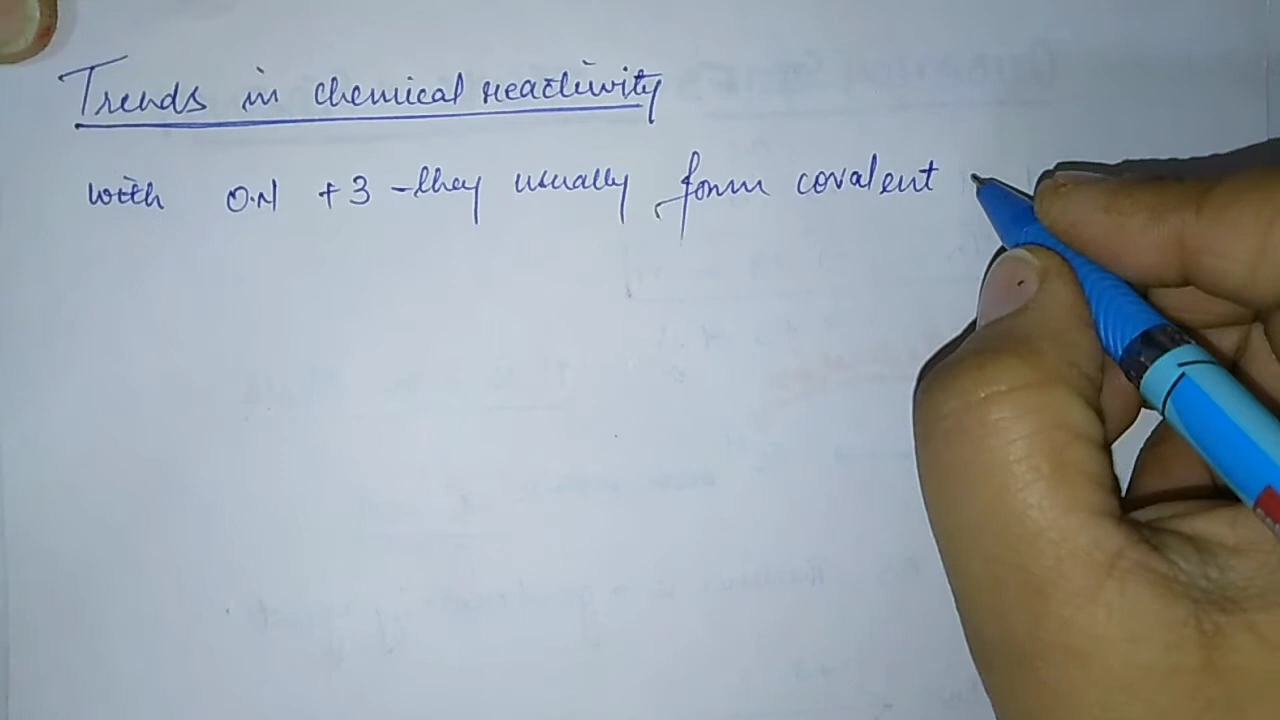 Trends in chemical reactivity
with O.N +3 they usually form covalent